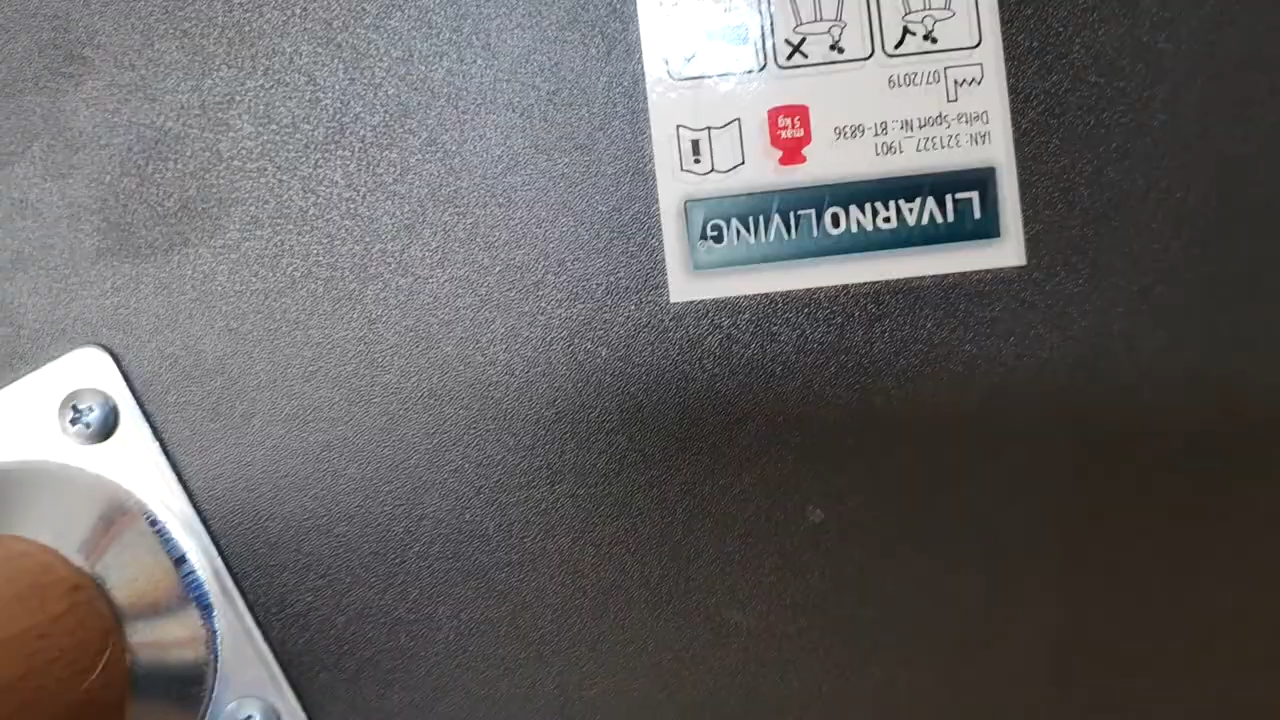 LIVARNOLIVING®
IAN: 321327_1901
Delta-Sport Nr.: BT-6836
max.
5 kg
07/2019